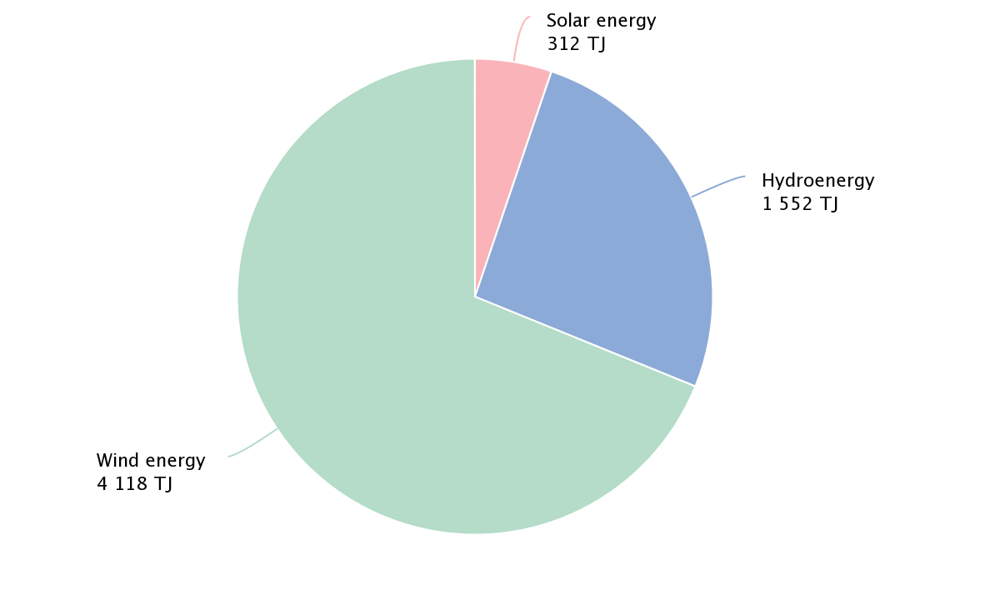 Solar energy
312 TJ
Hydroenergy
1 552 TJ
Wind energy
4 118 TJ